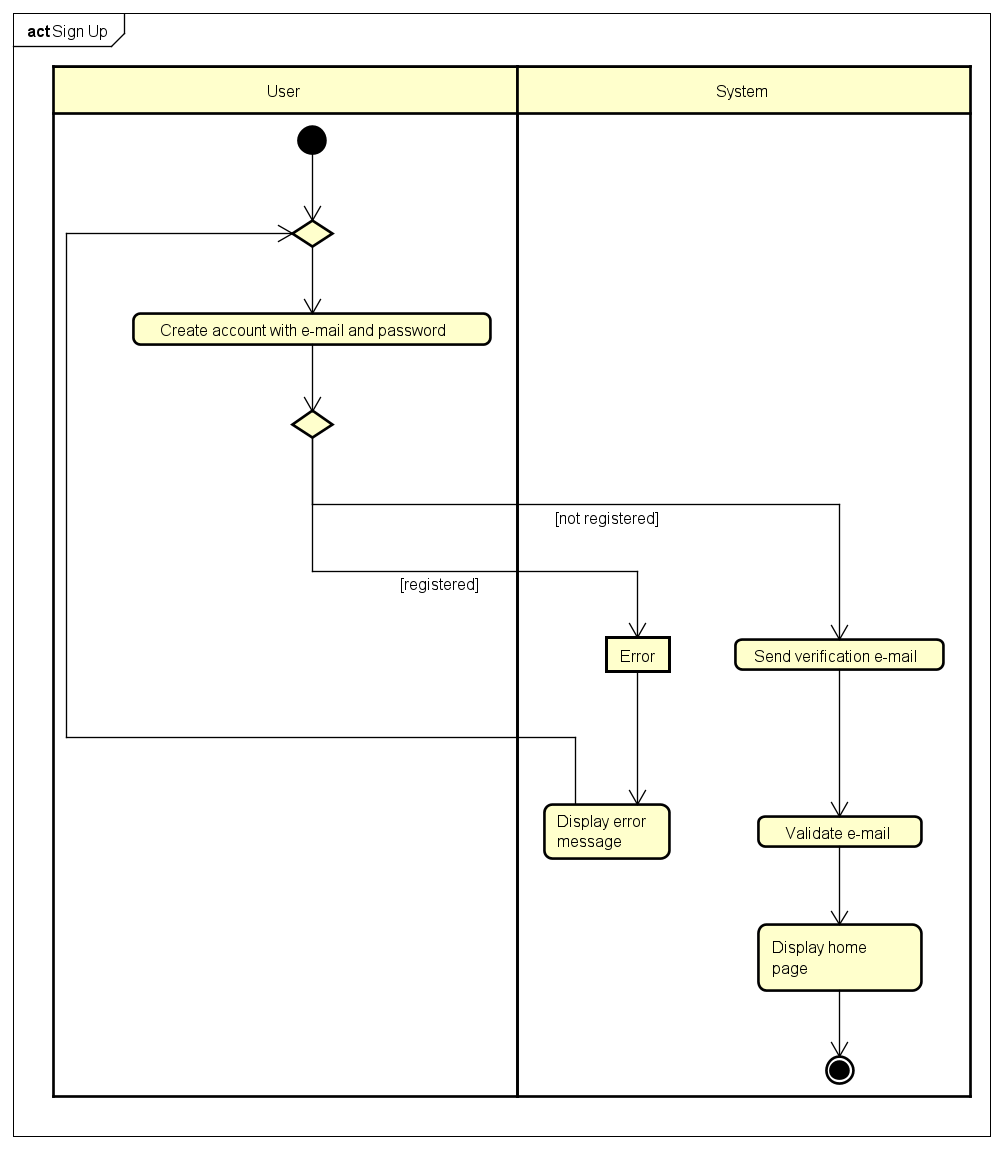 act Sign Up
User
System
Create account with e-mail and password
[not registered]
[registered]
Error
Send verification e-mail
Display error
message
Validate e-mail
Display home
page